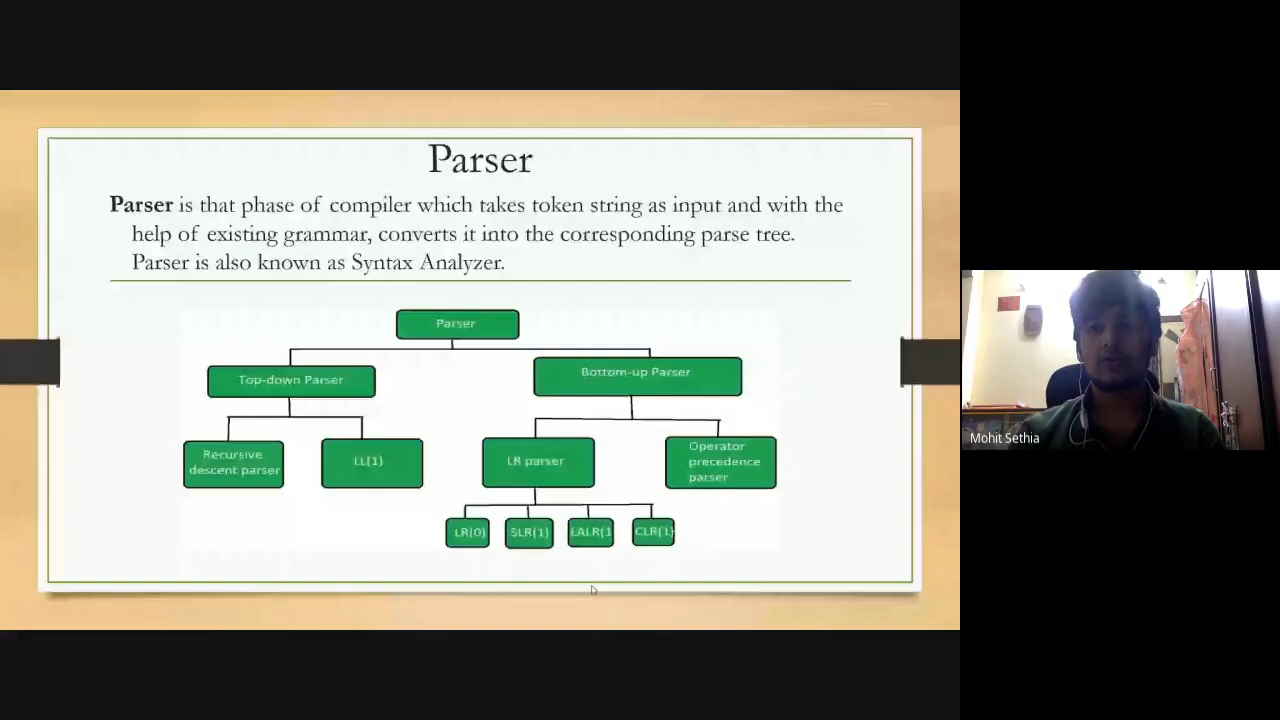 Parser
Parser is that phase of compiler which takes token string as input and with the
help of existing grammar, converts it into the corresponding parse tree.
Parser is also known as Syntax Analyzer.
Parser
Top-down Parser
Bottom-up Parser
Recursive
descent parser
LL(1)
LR parser
Operator
precedence
parser
LR(0)
SLR(1)
LALR(1
CLR(1)
Mohit Sethia